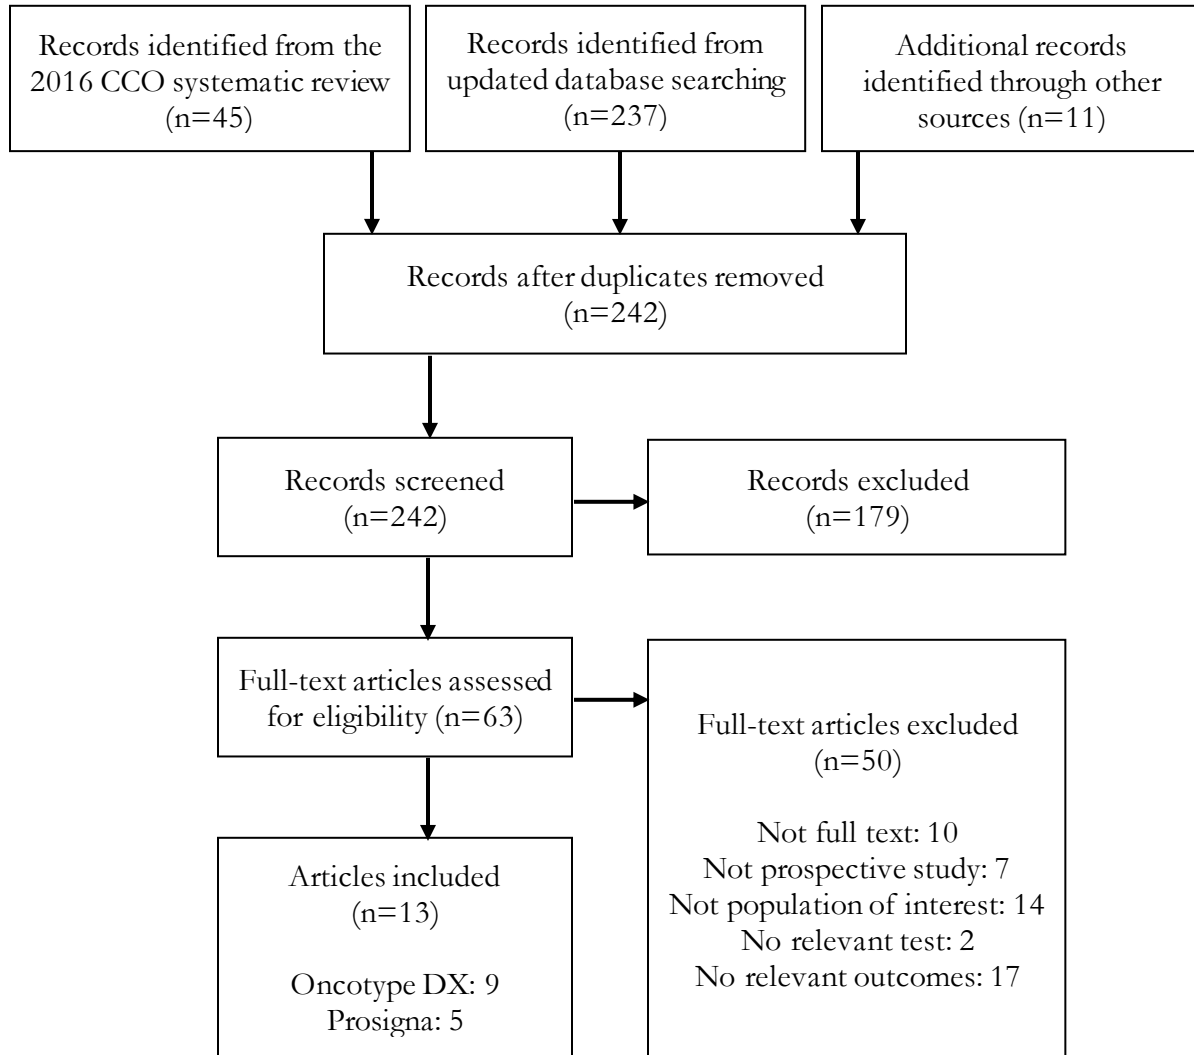 Records identified from the
2016 CCO systematic review
(n=45)
Records identified from
updated database searching
(n=237)
Additional records
identified through other
sources (n=11)
Records after duplicates removed
(n=242)
Records screened
(n=242)
Records excluded
(n=179)
Full-text articles assessed
for eligibility (n=63)
Full-text articles excluded
(n=50)
Not full text: 10
Not prospective study: 7
Not population of interest: 14
No relevant test: 2
No relevant outcomes: 17
Articles included
(n=13)
Oncotype DX: 9
Prosigna: 5